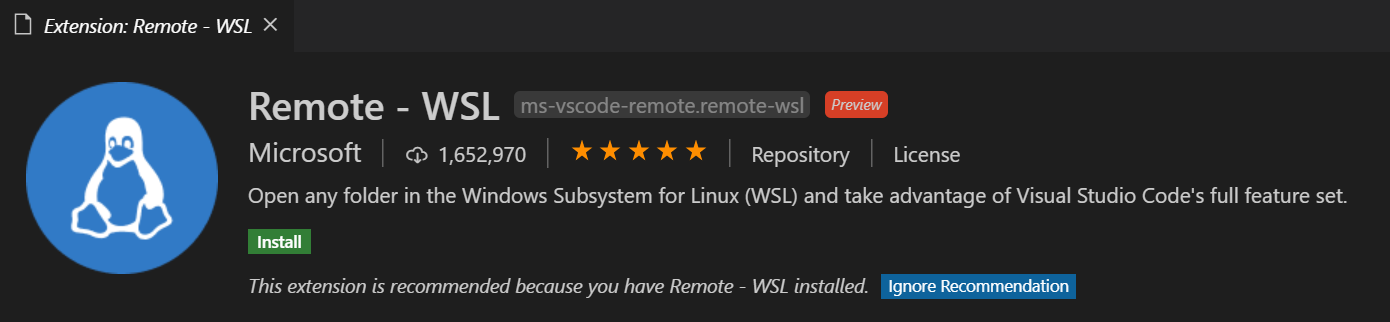 Extension: Remote - WSL
Remote - WSL ms-vscode-remote.remote-wsl Preview
Microsoft 1,652,970 Repository License
Open any folder in the Windows Subsystem for Linux (WSL) and take advantage of Visual Studio Code's full feature set.
Install
This extension is recommended because you have Remote - WSL installed. Ignore Recommendation